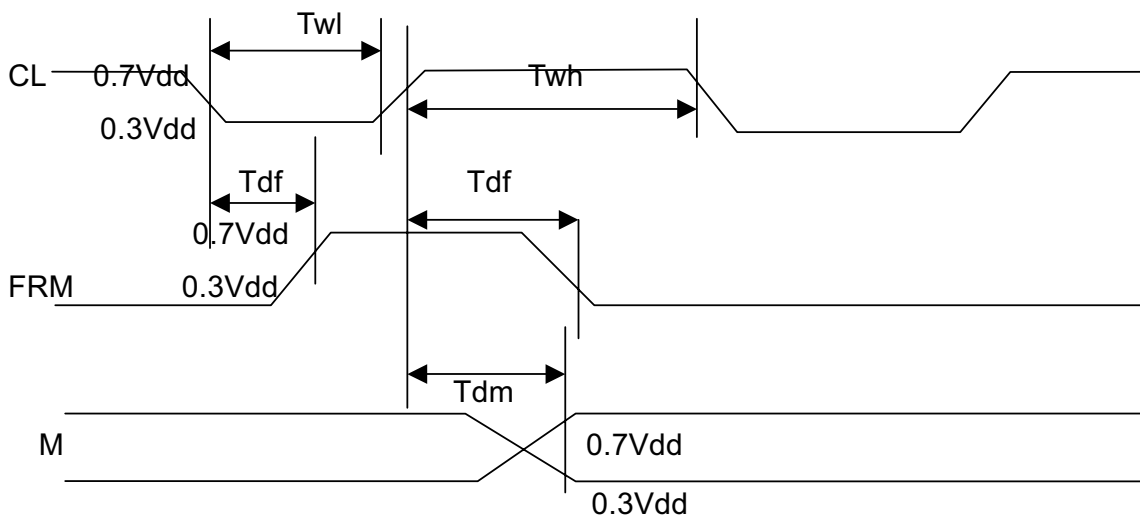 Twl
CL 0.7Vdd Twh
0.3Vdd
Tdf Tdf
0.7Vdd
FRM 0.3Vdd
Tdm
M 0.7Vdd
0.3Vdd